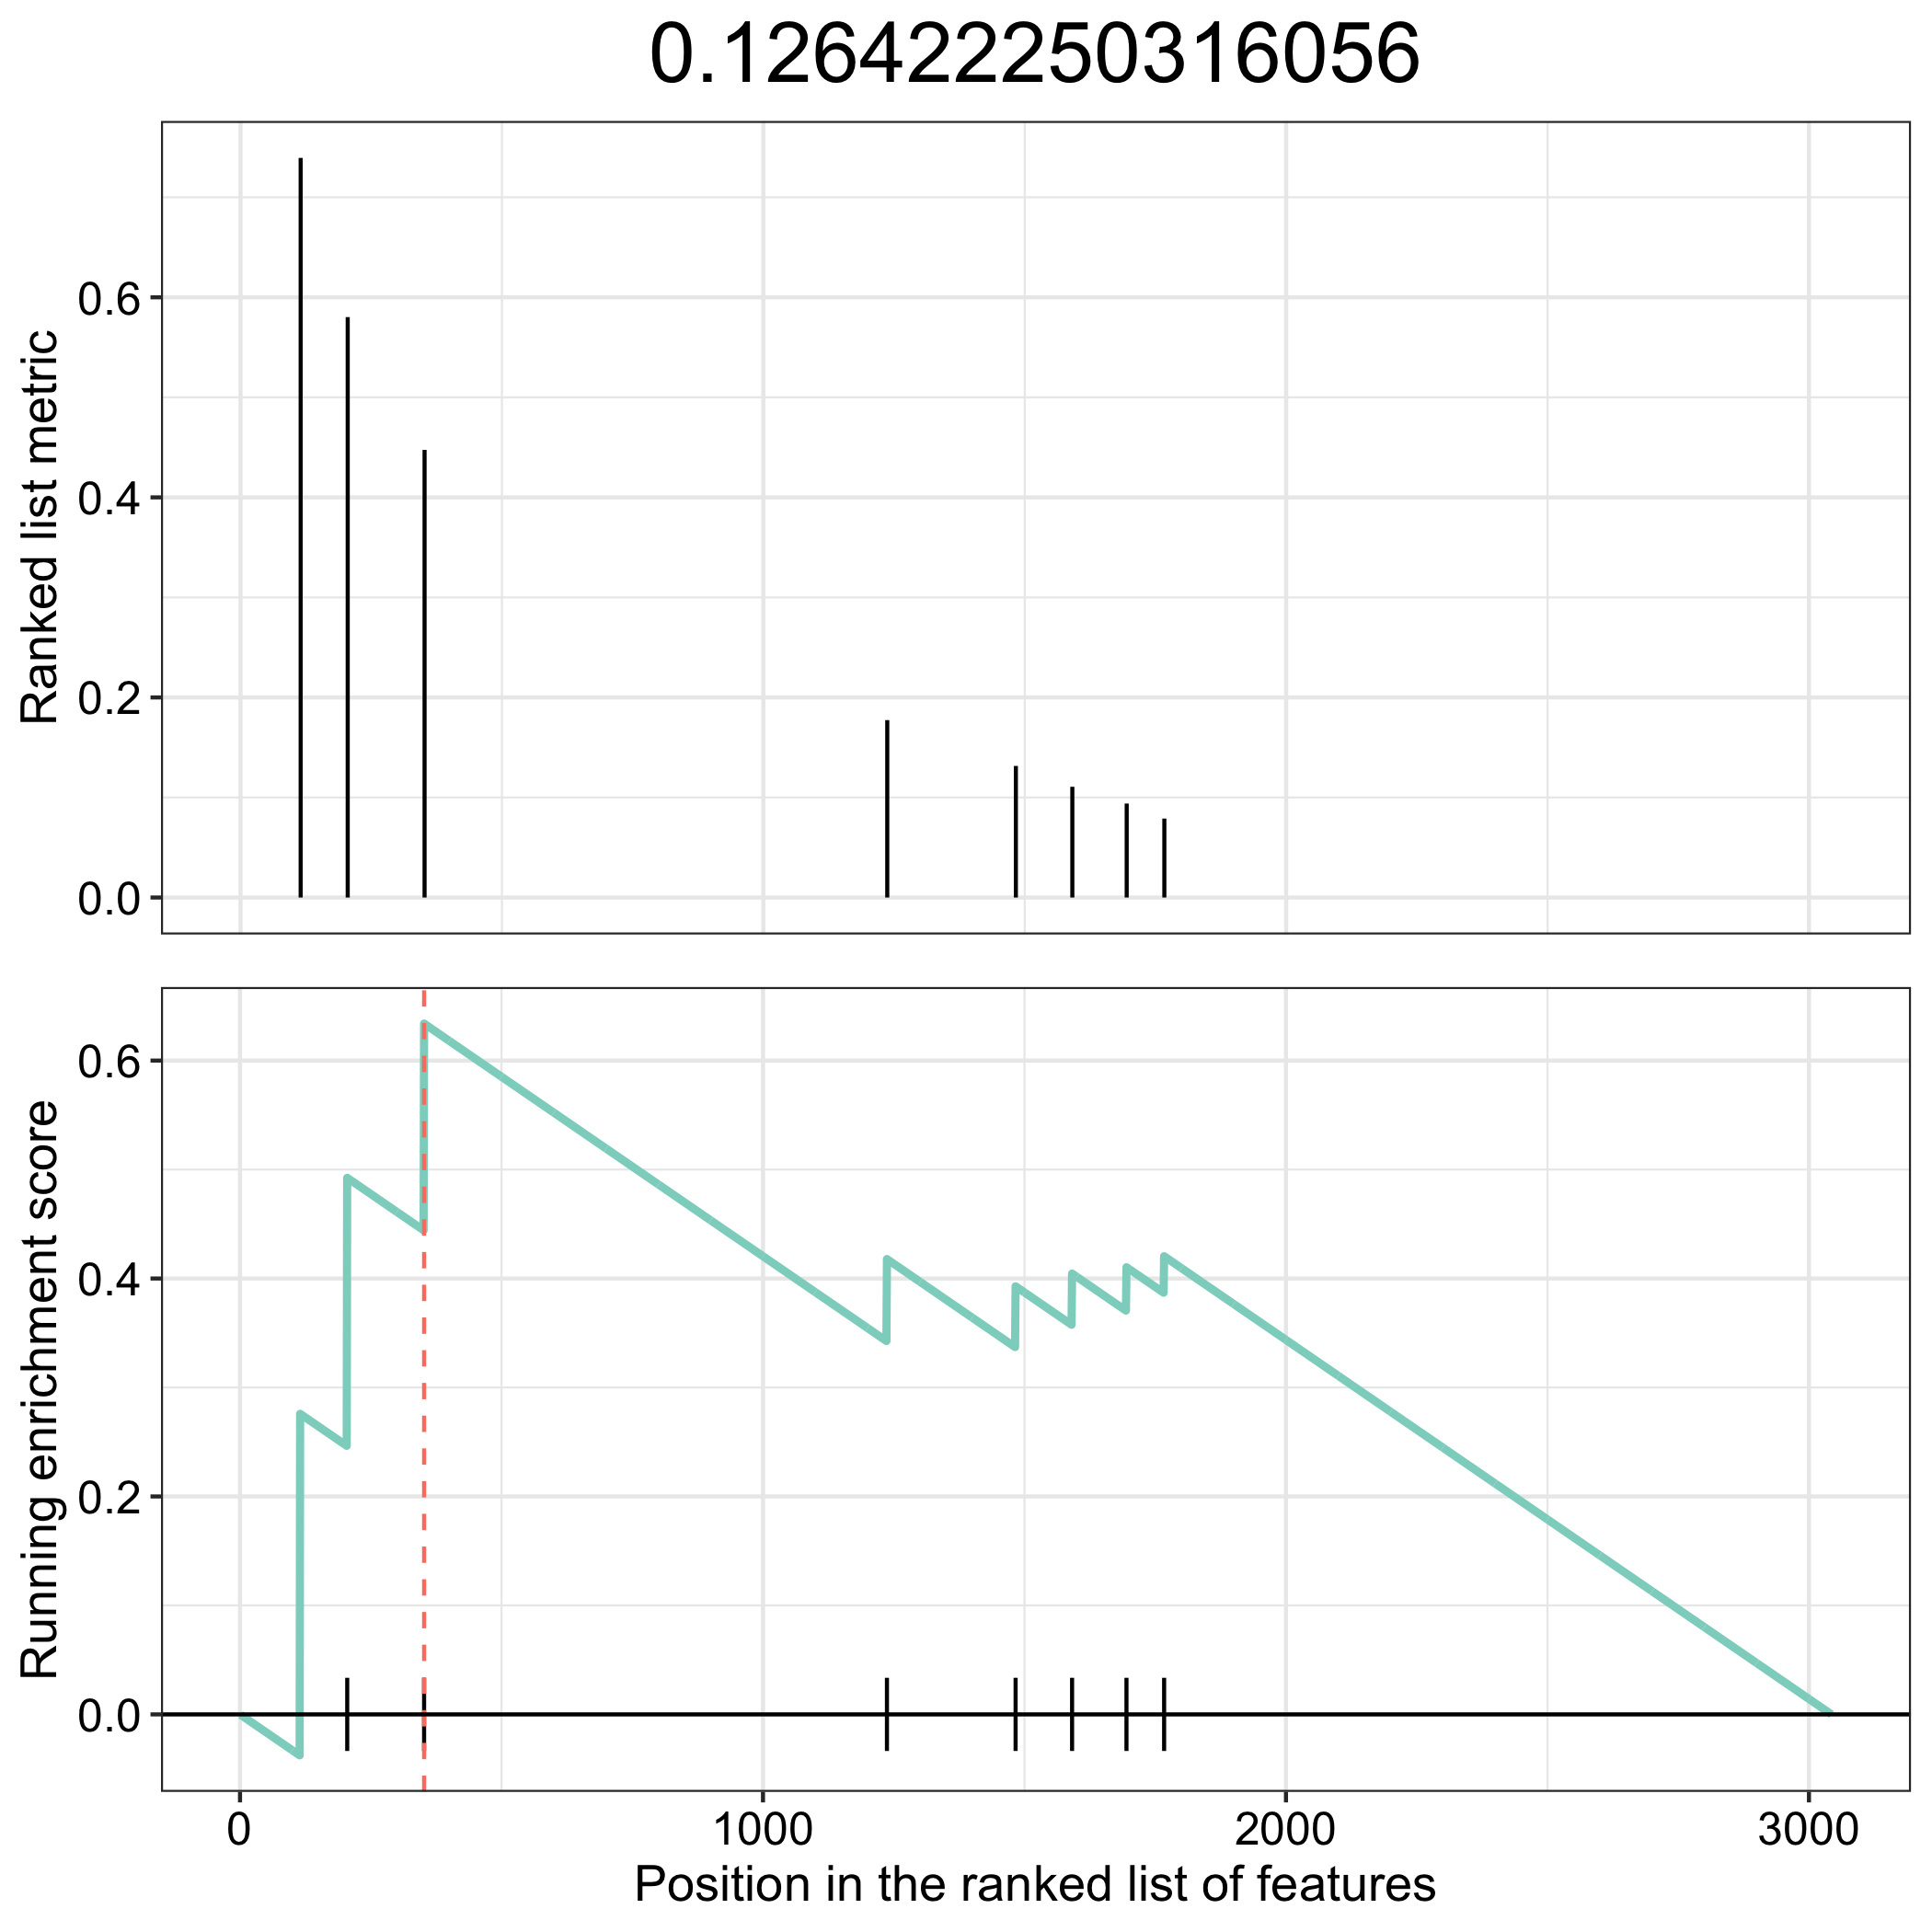 0.126422250316056
Ranked list metric
0.6
0.4
0.2
0.0
Running enrichment score
0.6
0.4
0.2
0.0
0 1000 2000 3000
Position in the ranked list of features